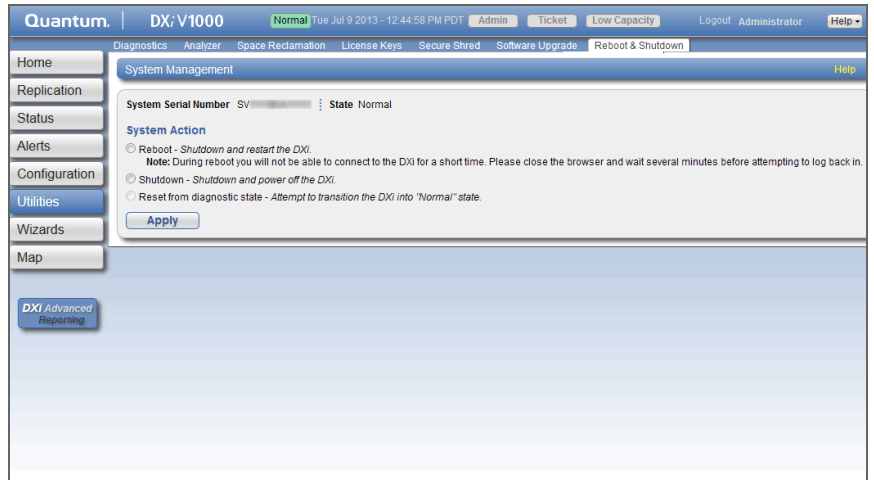 Quantum. DXi V1000 Normal Tue Jul 9 2013 - 12:44:58 PM PDT Admin Ticket Low Capacity Logout Administrator Help
Diagnostics Analyzer Space Reclamation License Keys Secure Shred Software Upgrade Reboot & Shutdown
Home
Replication
Status
Alerts
Configuration
Utilities
Wizards
Map
DXi Advanced
Reporting
System Management Help
System Serial Number SV State Normal
System Action
Reboot - Shutdown and restart the DXi.
Note: During reboot you will not be able to connect to the DXi for a short time. Please close the browser and wait several minutes before attempting to log back in.
Shutdown - Shutdown and power off the DXi.
Reset from diagnostic state - Attempt to transition the DXi into "Normal" state.
Apply